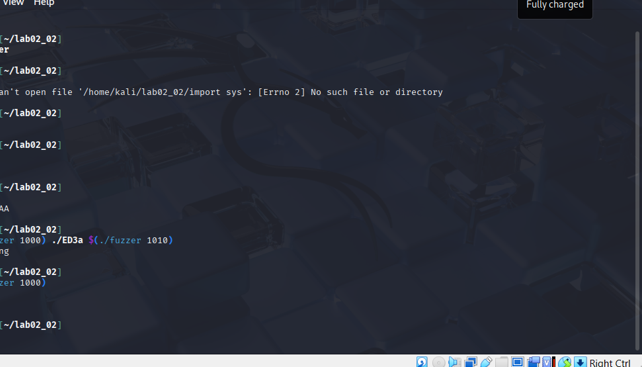 View Help
Fully charged
[~/lab02_02]
er
[~/lab02_02]
an't open file '/home/kali/lab02_02/import sys': [Errno 2] No such file or directory
[~/lab02_02]
[~/lab02_02]
[~/lab02_02]
AA
[~/lab02_02]
zer 1000) ./ED3a $(./fuzzer 1010)
ng
[~/lab02_02]
zer 1000)
[~/lab02_02]
Right Ctrl